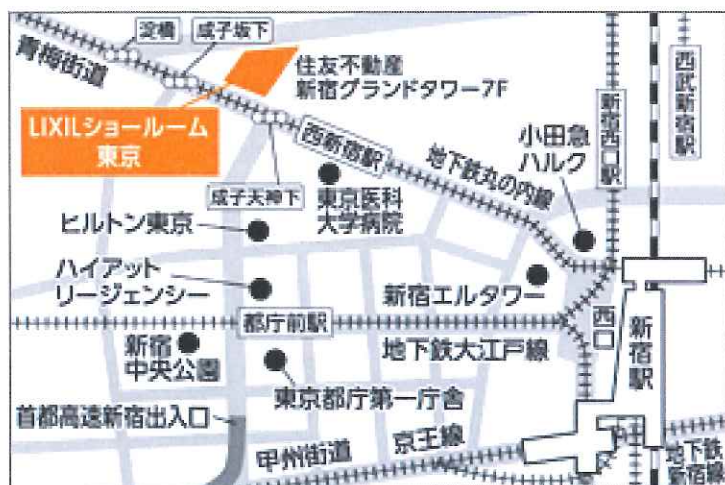 淀橋
成子坂下
青梅街道
住友不動産
新宿グランドタワー7F
LIXILショールーム
東京
西新宿駅
成子天神下
地下鉄丸の内線
小田急
ハルク
新宿西口駅
西武新宿駅
東京医科
大学病院
ヒルトン東京
ハイアット
リージェンシー
新宿エルタワー
都庁前駅
地下鉄大江戸線
西口
新宿駅
新宿
中央公園
東京都庁第一庁舎
首都高速新宿出入口
甲州街道
京王線
地下鉄
新宿線